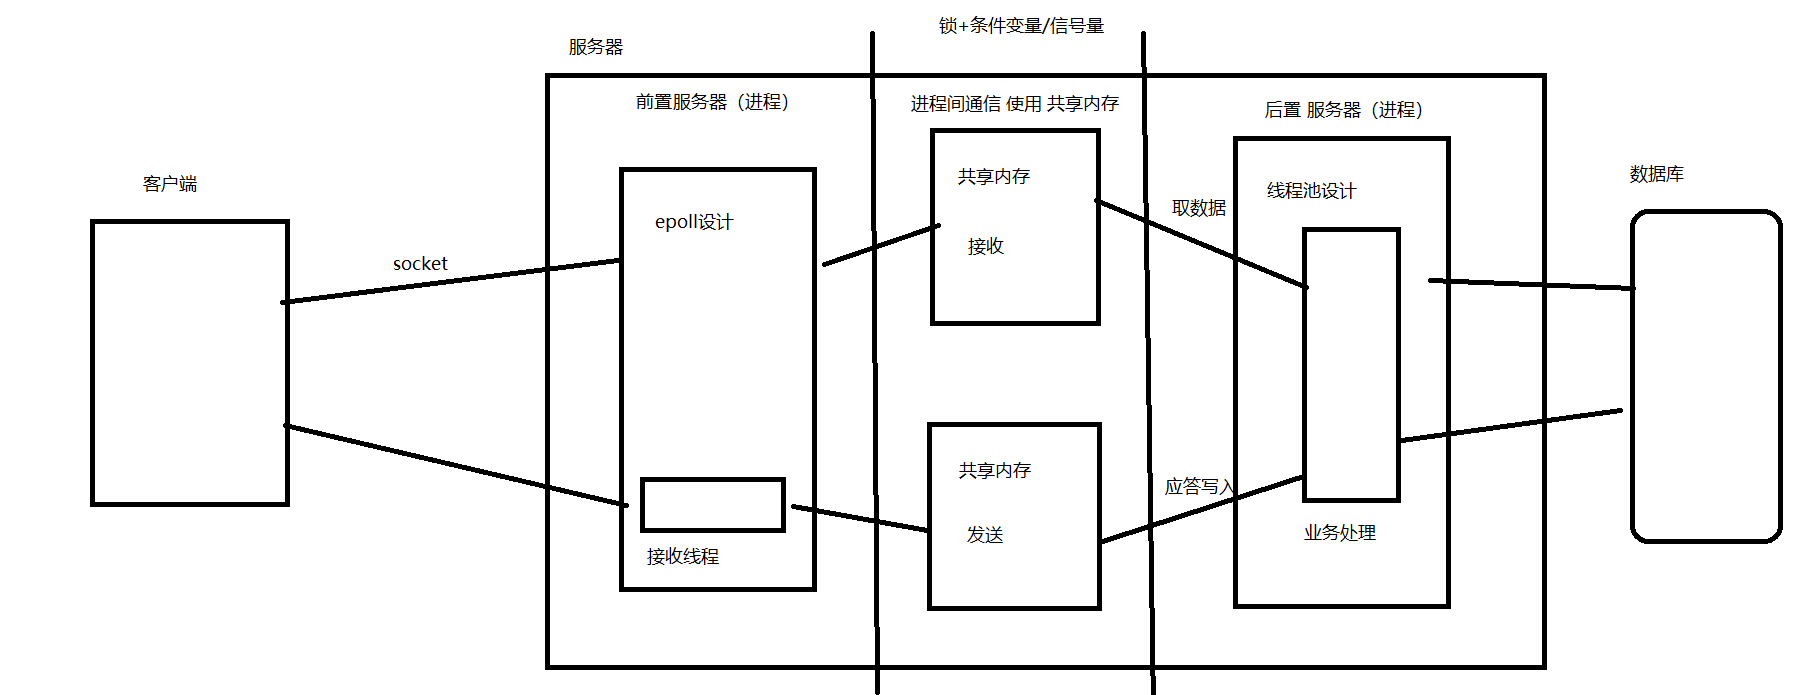 锁+条件变量/信号量
服务器
前置服务器（进程）
进程间通信 使用 共享内存
后置 服务器（进程）
客户端
共享内存
数据库
线程池设计
取数据
epoll设计
接收
socket
共享内存
应答写入
发送
业务处理
接收线程